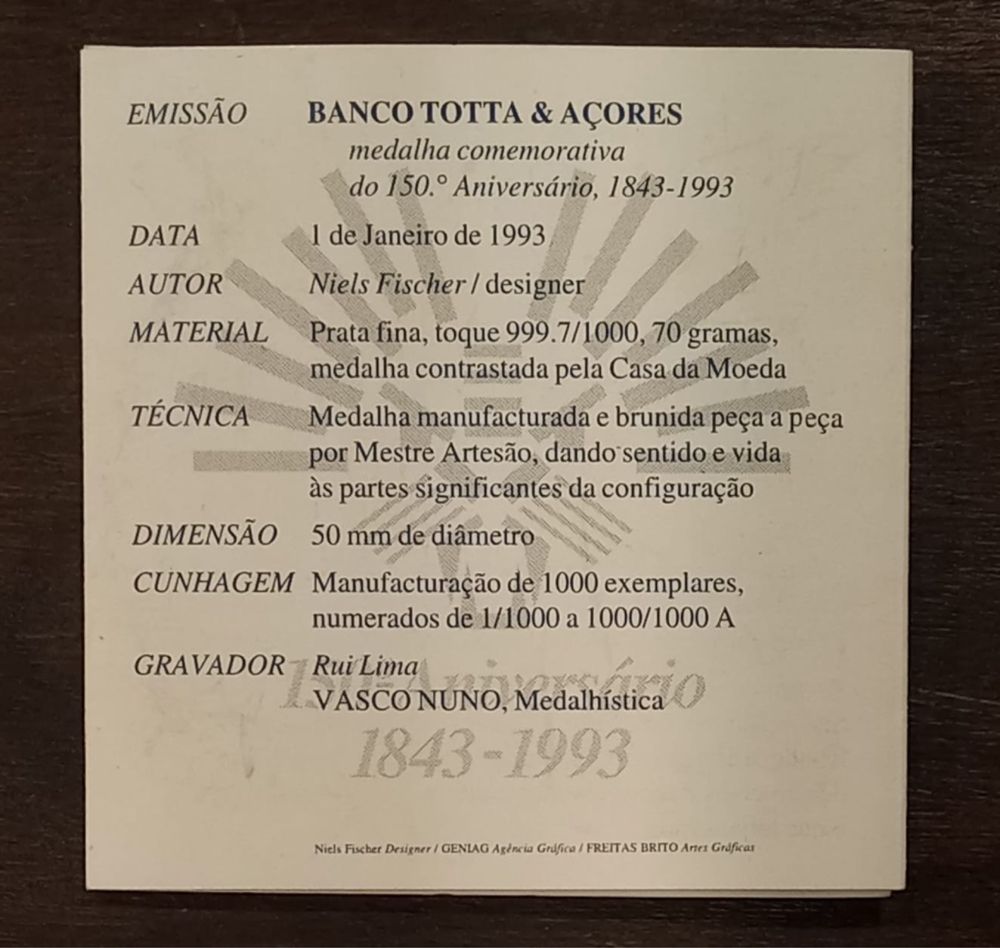 EMISSÃO BANCO TOTTA & AÇORES
medalha comemorativa
do 150.º Aniversário, 1843-1993
DATA 1 de Janeiro de 1993
AUTOR Niels Fischer / designer
MATERIAL Prata fina, toque 999.7/1000, 70 gramas,
medalha contrastada pela Casa da Moeda
TÉCNICA Medalha manufacturada e brunida peça a peça
por Mestre Artesão, dando sentido e vida
às partes significantes da configuração
DIMENSÃO 50 mm de diâmetro
CUNHAGEM Manufacturação de 1000 exemplares,
numerados de 1/1000 a 1000/1000 A
GRAVADOR Rui Lima
150º Aniversário
VASCO NUNO, Medalhística
1843-1993
Niels Fischer Designer / GENIAG Agência Gráfica / FREITAS BRITO Artes Gráficas